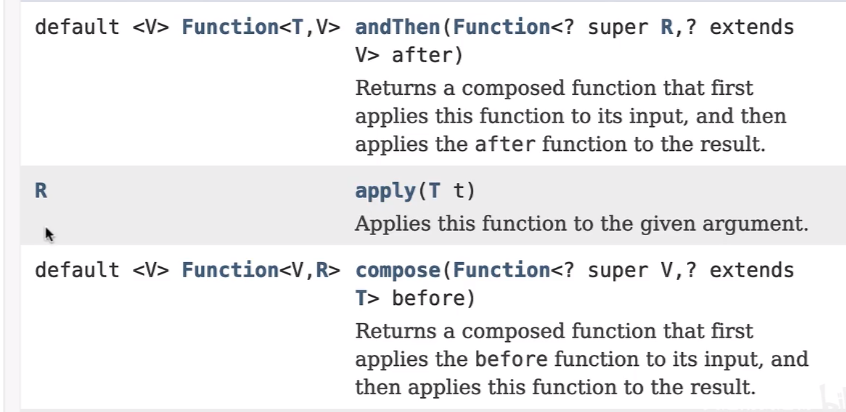 default <V> Function<T,V> andThen(Function<? super R,? extends
V> after)
Returns a composed function that first
applies this function to its input, and then
applies the after function to the result.
R apply(T t)
Applies this function to the given argument.
default <V> Function<V,R> compose(Function<? super V,? extends
T> before)
Returns a composed function that first
applies the before function to its input, and
then applies this function to the result.